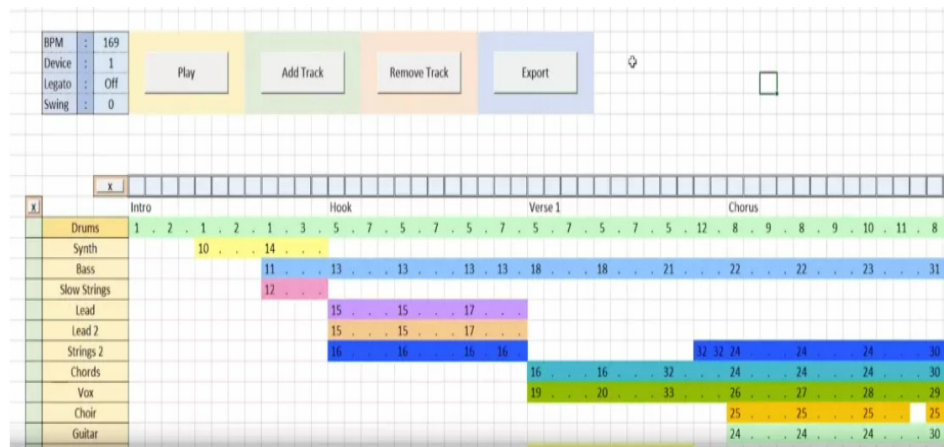 BPM : 169
Device : 1
Legato : Off
Swing : 0
Play
Add Track
Remove Track
Export
x
x
Intro Hook Verse 1 Chorus
Drums 1 . 2 . 1 . 2 . 1 . 3 . 5 . 7 . 5 . 7 . 5 . 7 . 5 . 7 . 5 . 7 . 5 . 12 . 8 . 9 . 8 . 9 . 10 . 11 . 8
Synth 10 . . . 14 . . .
Bass 11 . . . 13 . . . 13 . . . 13 . 13 . 18 . . . 18 . . . 21 . . . 22 . . . 22 . . . 23 . . . 31
Slow Strings 12 . . .
Lead 15 . . . 15 . . . 17 . . .
Lead 2 15 . . . 15 . . . 17 . . .
Strings 2 16 . . . 16 . . . 16 . 16 . 32 32 24 . . . 24 . . . 24 . . . 30
Chords 16 . . . 16 . . . 32 . . . 24 . . . 24 . . . 24 . . . 30
Vox 19 . . . 20 . . . 33 . . . 26 . . . 27 . . . 28 . . . 29
Choir 25 . . . 25 . . . 25 . . 25
Guitar 24 . . . 24 . . . 24 . . . 30